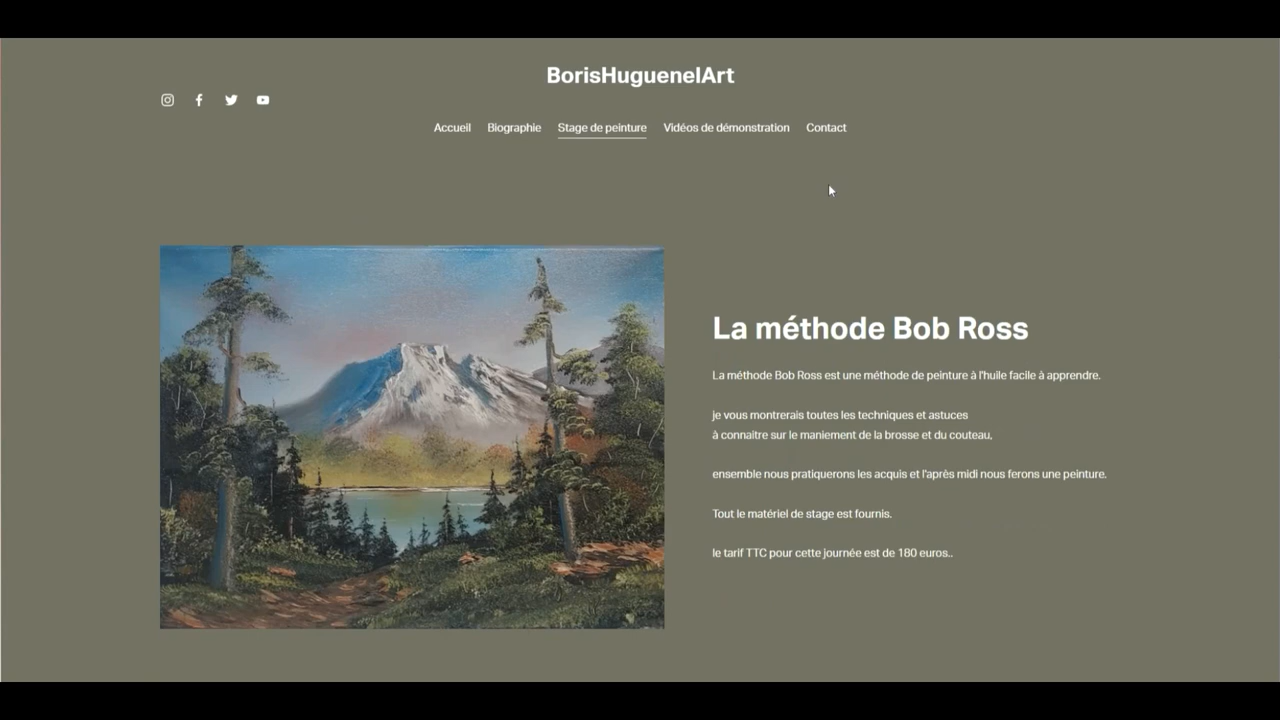 BorisHuguenelArt
Accueil Biographie Stage de peinture Vidéos de démonstration Contact
La méthode Bob Ross
La méthode Bob Ross est une méthode de peinture à l'huile facile à apprendre.
je vous montrerais toutes les techniques et astuces
à connaitre sur le maniement de la brosse et du couteau,
ensemble nous pratiquerons les acquis et l'après midi nous ferons une peinture.
Tout le matériel de stage est fournis.
le tarif TTC pour cette journée est de 180 euros..